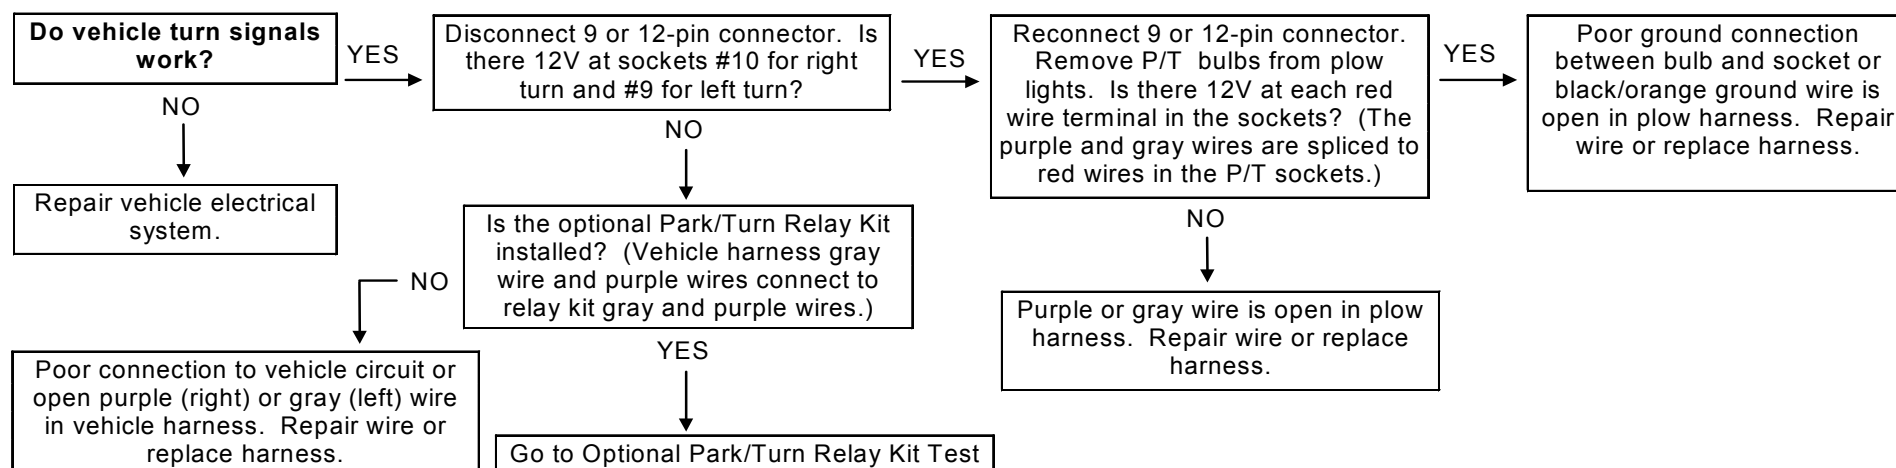 Do vehicle turn signals
work?
YES
Disconnect 9 or 12-pin connector. Is
there 12V at sockets #10 for right
turn and #9 for left turn?
YES
Reconnect 9 or 12-pin connector.
Remove P/T bulbs from plow
lights. Is there 12V at each red
wire terminal in the sockets? (The
purple and gray wires are spliced to
red wires in the P/T sockets.)
YES
Poor ground connection
between bulb and socket or
black/orange ground wire is
open in plow harness. Repair
wire or replace harness.
NO
Repair vehicle electrical
system.
NO
Is the optional Park/Turn Relay Kit
installed? (Vehicle harness gray
wire and purple wires connect to
relay kit gray and purple wires.)
NO
Purple or gray wire is open in plow
harness. Repair wire or replace
harness.
NO
Poor connection to vehicle circuit or
open purple (right) or gray (left) wire
in vehicle harness. Repair wire or
replace harness.
YES
Go to Optional Park/Turn Relay Kit Test